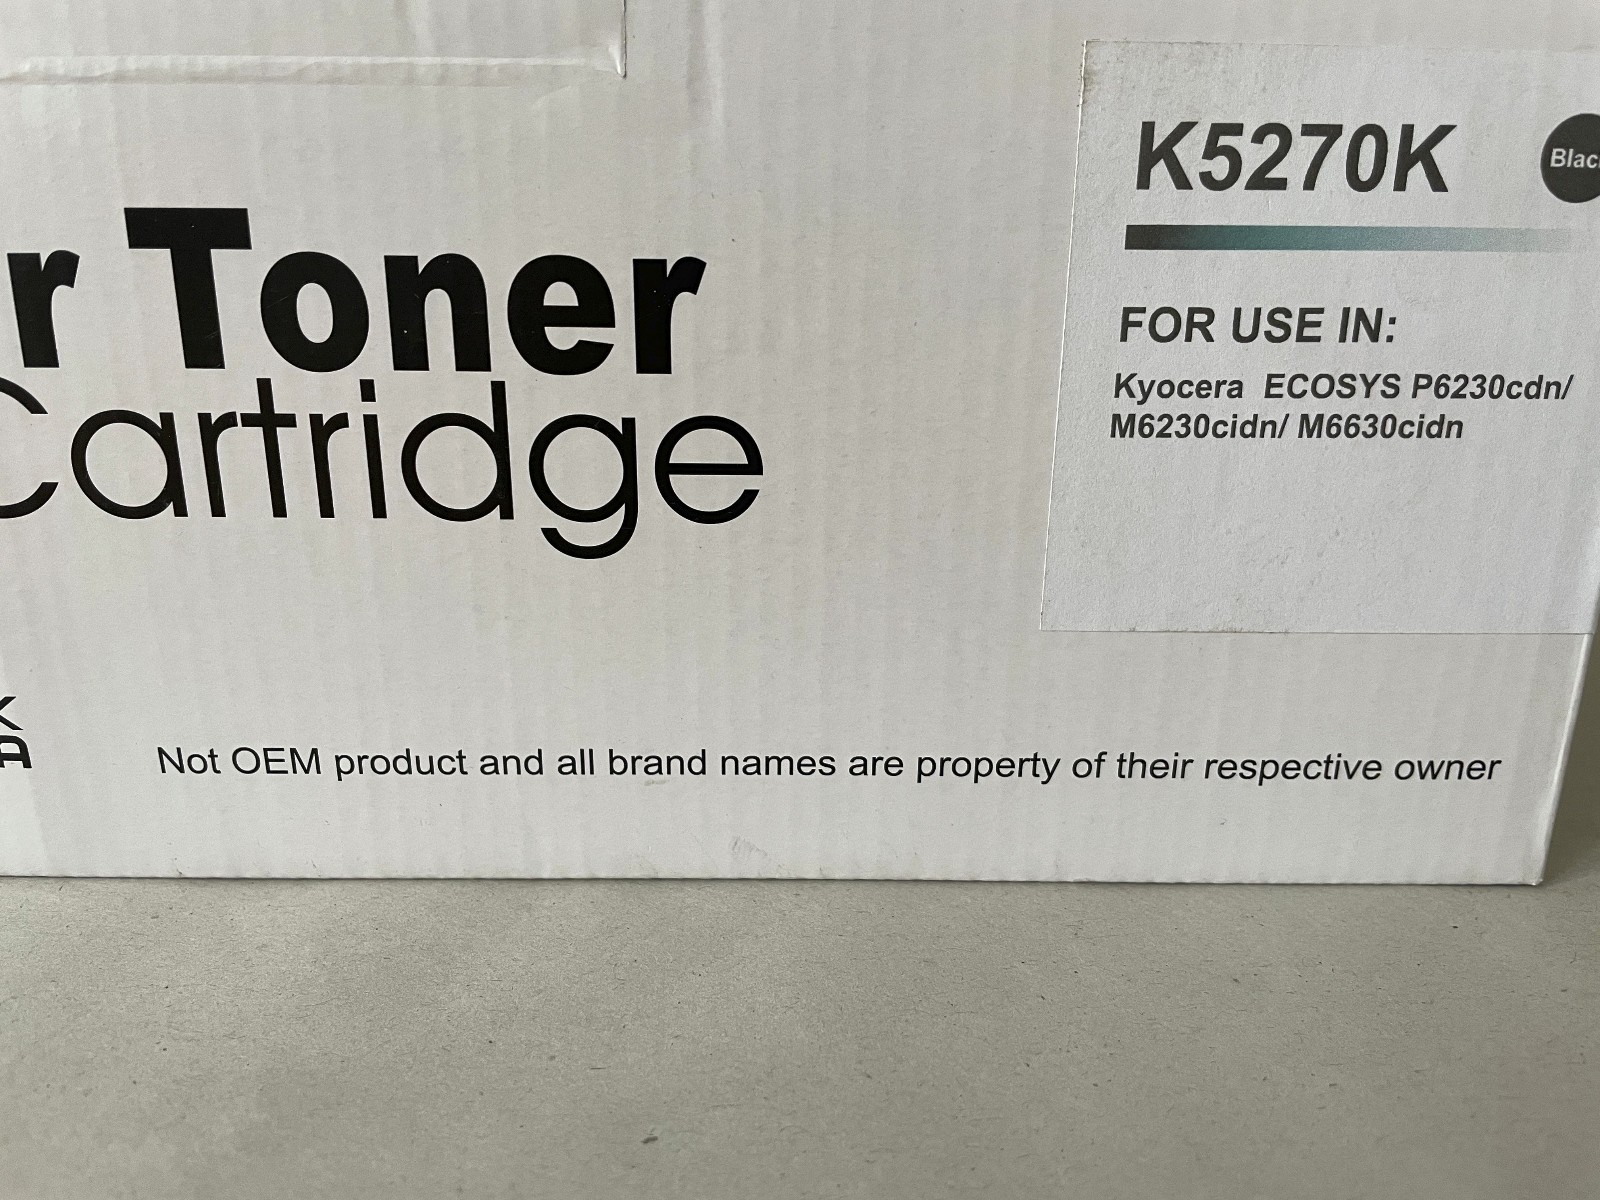 K5270K
Black
r Toner
Cartridge
FOR USE IN:
Kyocera ECOSYS P6230cdn/
M6230cidn/ M6630cidn
K
A
Not OEM product and all brand names are property of their respective owner